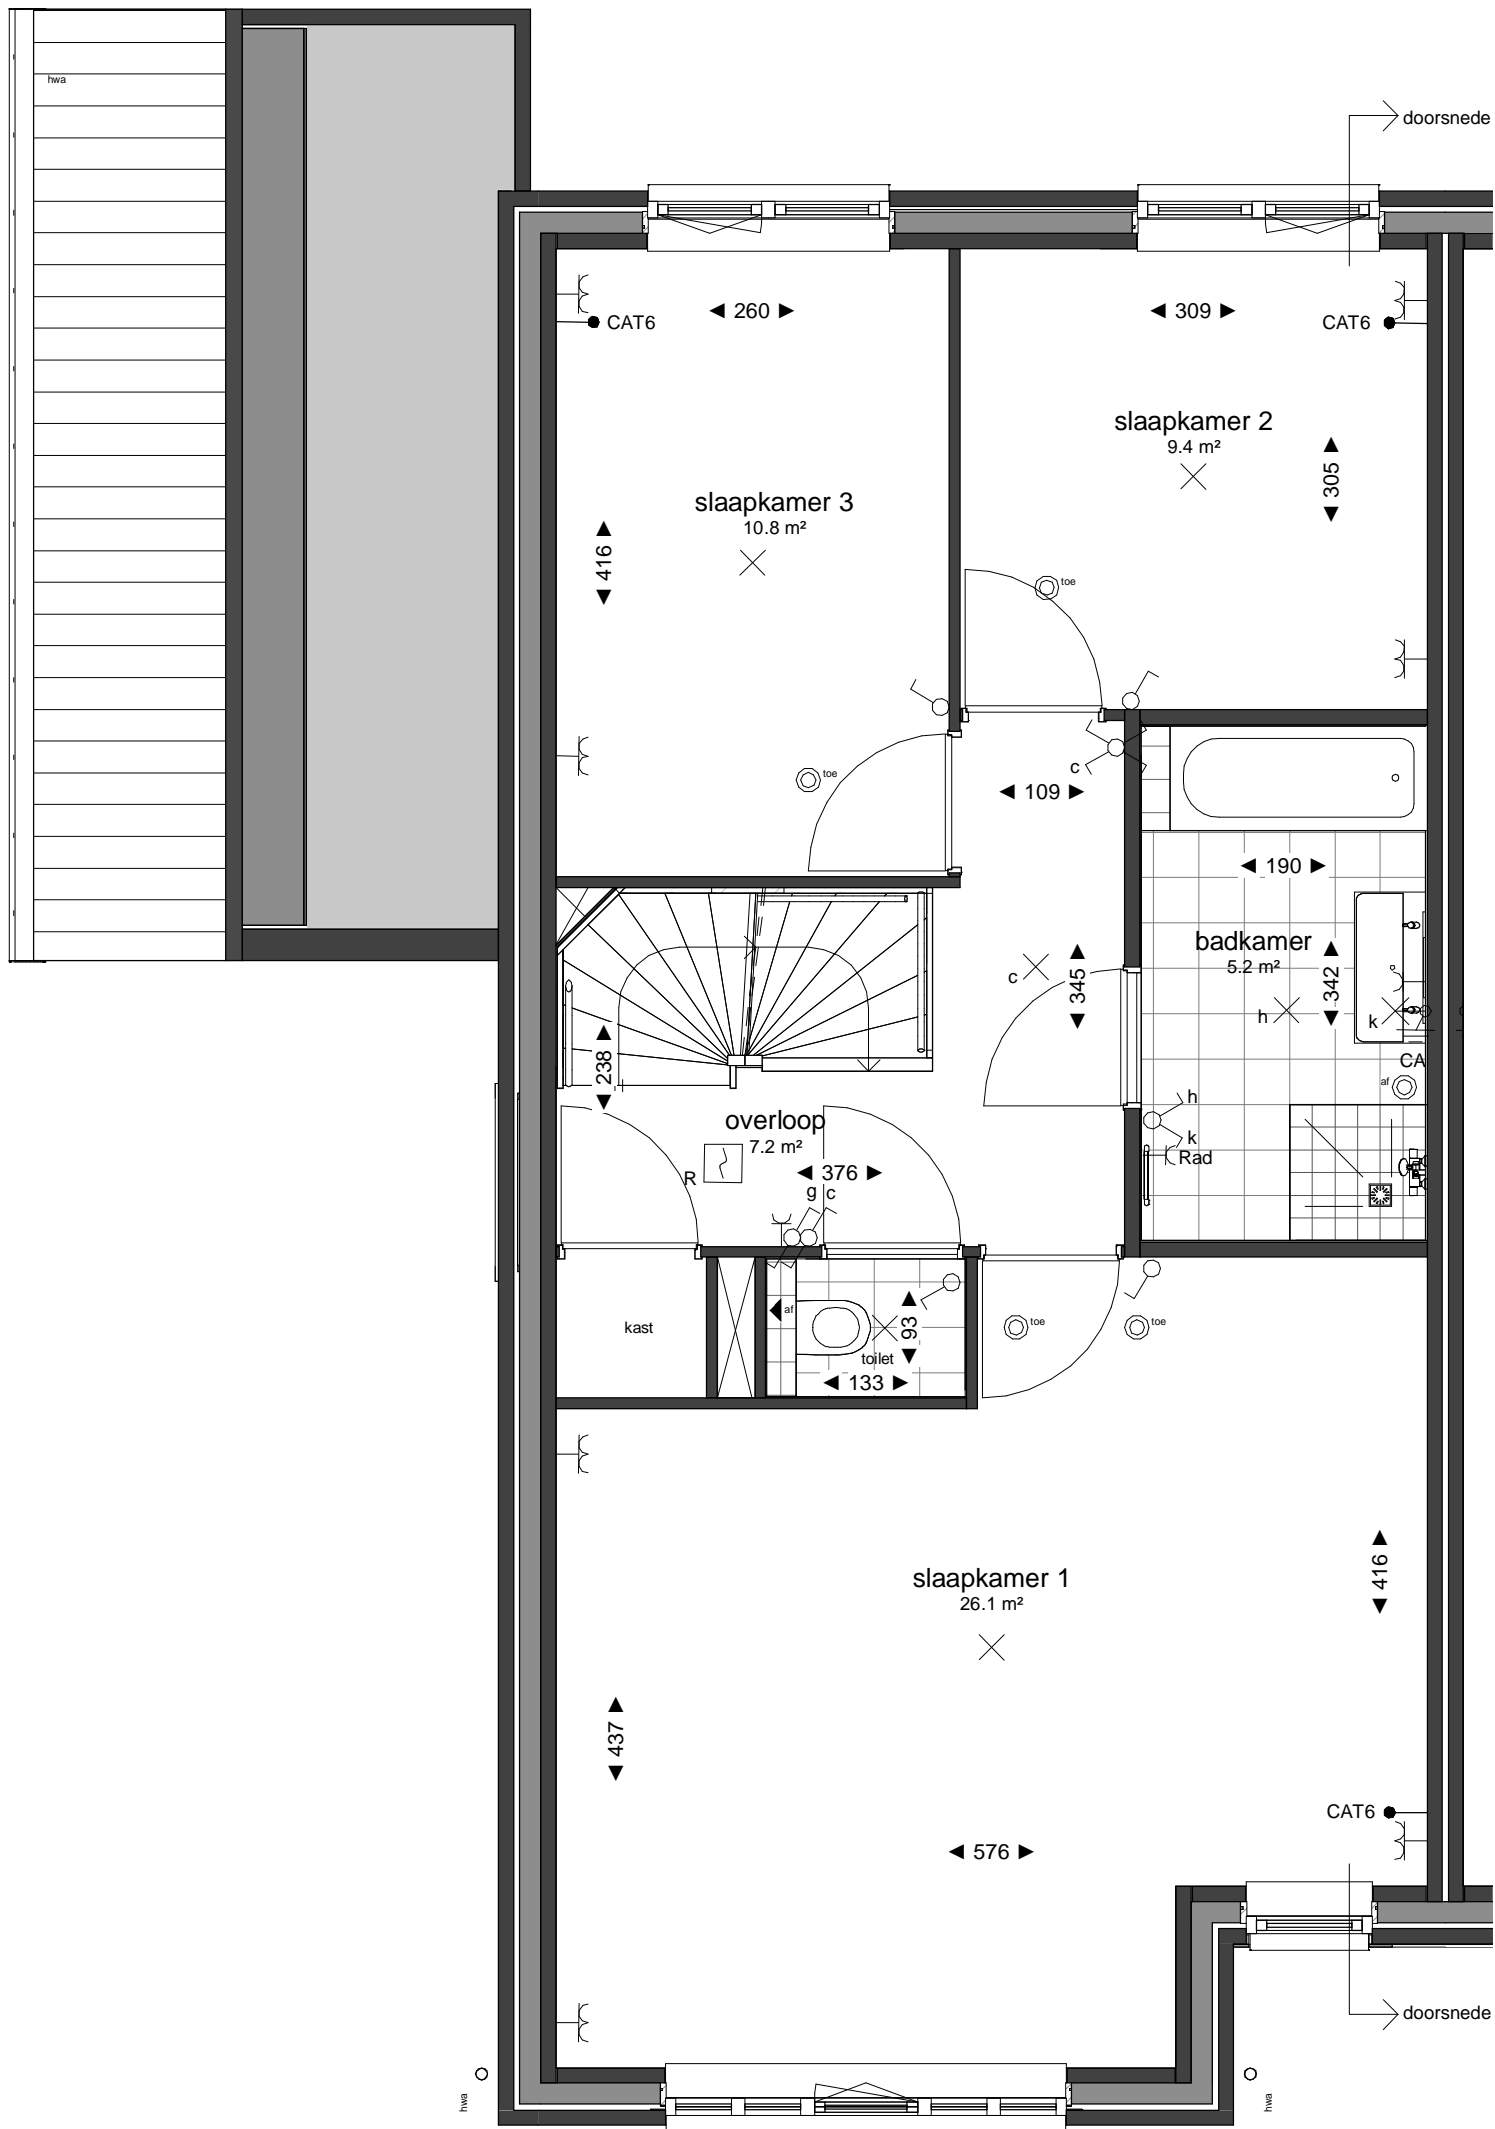 hwa
doorsnede
260
309
CAT6
CAT6
slaapkamer 2
9.4 m²
305
slaapkamer 3
10.8 m²
416
toe
toe
c
109
190
badkamer
5.2 m²
342
345
c
h
k
238
CA
af
h
k
Rad
overloop
7.2 m²
R
376
g c
kast
af
93
toilet
133
toe
toe
slaapkamer 1
26.1 m²
416
437
CAT6
576
doorsnede
hwa
hwa